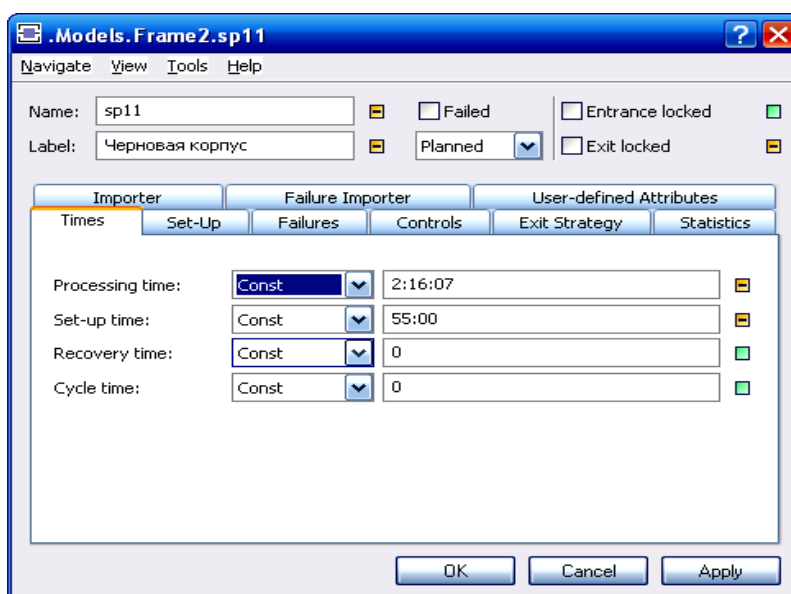 .Models.Frame2.sp11
Navigate View Tools Help
Name: sp11 Failed Entrance locked
Label: Черновая корпус Planned Exit locked
Importer Failure Importer User-defined Attributes
Times Set-Up Failures Controls Exit Strategy Statistics
Processing time: Const 2:16:07
Set-up time: Const 55:00
Recovery time: Const 0
Cycle time: Const 0
OK Cancel Apply